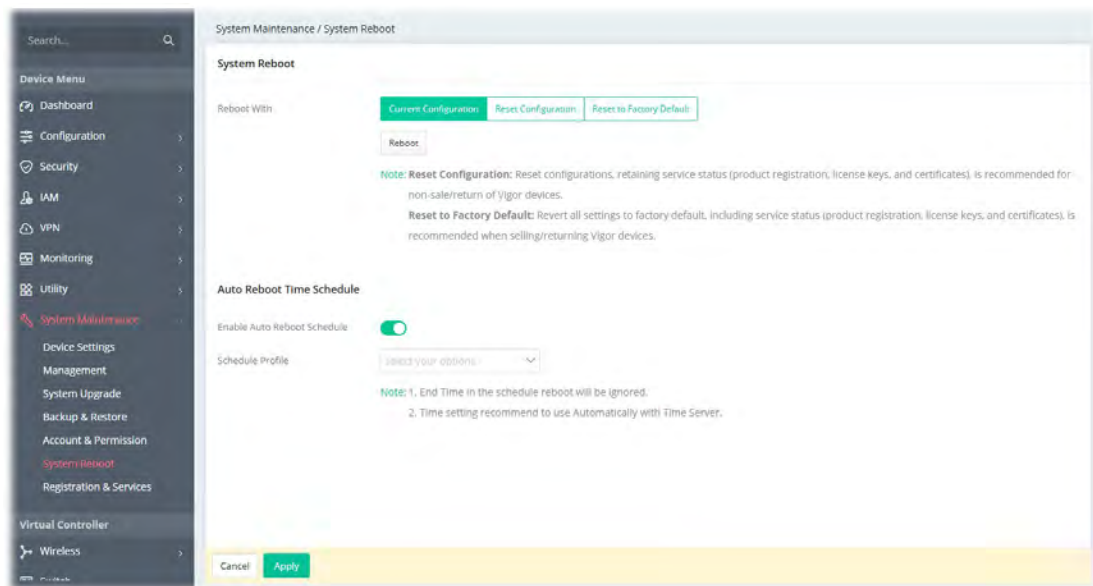 Search...
Device Menu
Dashboard
Configuration
Security
IAM
VPN
Monitoring
Utility
System Maintenance
Device Settings
Management
System Upgrade
Backup & Restore
Account & Permission
System Reboot
Registration & Services
Virtual Controller
Wireless
Switch
System Maintenance / System Reboot
System Reboot
Reboot With
Current Configuration
Reset Configuration
Reset to Factory Default
Reboot
Note: Reset Configuration: Reset configurations, retaining service status (product registration, license keys, and certificates), is recommended for
non-sale/return of Vigor devices.
Reset to Factory Default: Revert all settings to factory default, including service status (product registration, license keys, and certificates), is
recommended when selling/returning Vigor devices.
Auto Reboot Time Schedule
Enable Auto Reboot Schedule
Schedule Profile
Select your options
Note: 1. End Time in the schedule reboot will be ignored.
2. Time setting recommend to use Automatically with Time Server.
Cancel
Apply